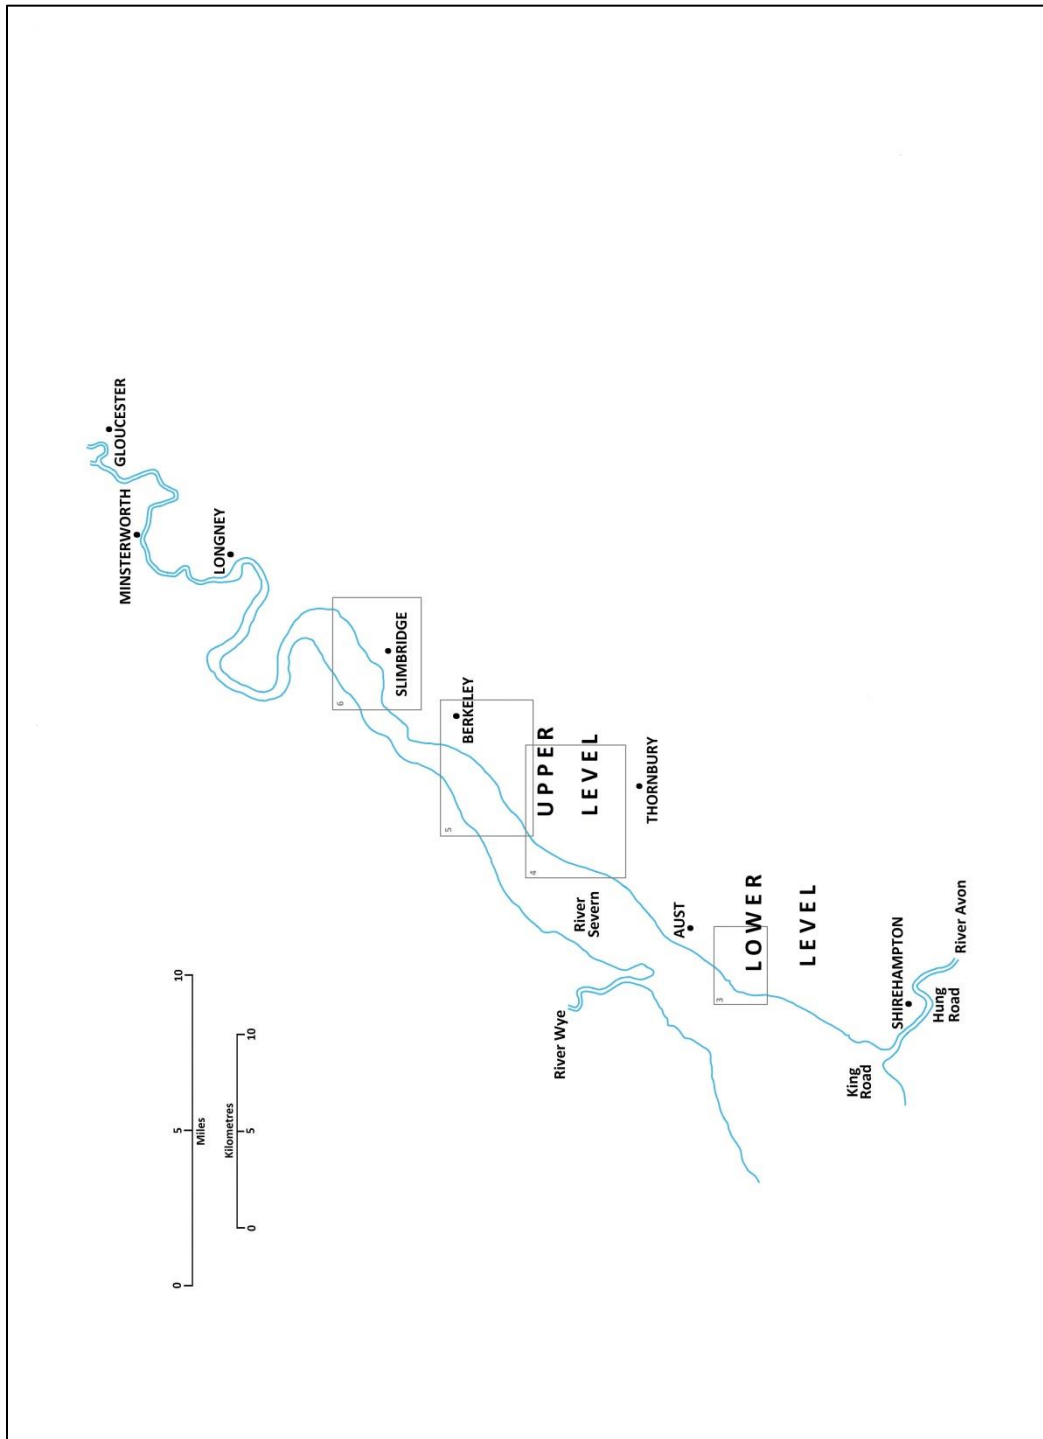 GLOUCESTER
MINSTERWORTH
LONGNEY
SLIMBRIDGE
6
BERKELEY
5
UPPER
LEVEL
4
THORNBURY
River
Severn
AUST
LOWER
LEVEL
3
River Wye
SHIREHAMPTON
River Avon
Hung
Road
King
Road
0 5 10
Miles
Kilometres
0 5 10